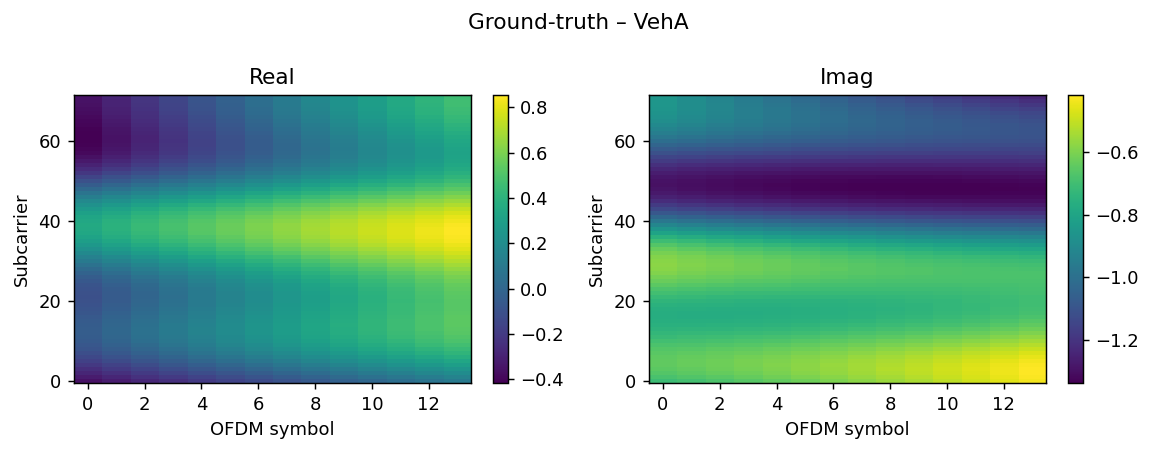 Ground-truth – VehA
Real
Imag
0.8
0.6
0.4
0.2
0.0
−0.2
−0.4
−0.6
−0.8
−1.0
−1.2
60
40
20
0
60
40
20
0
Subcarrier
Subcarrier
0 2 4 6 8 10 12
0 2 4 6 8 10 12
OFDM symbol
OFDM symbol